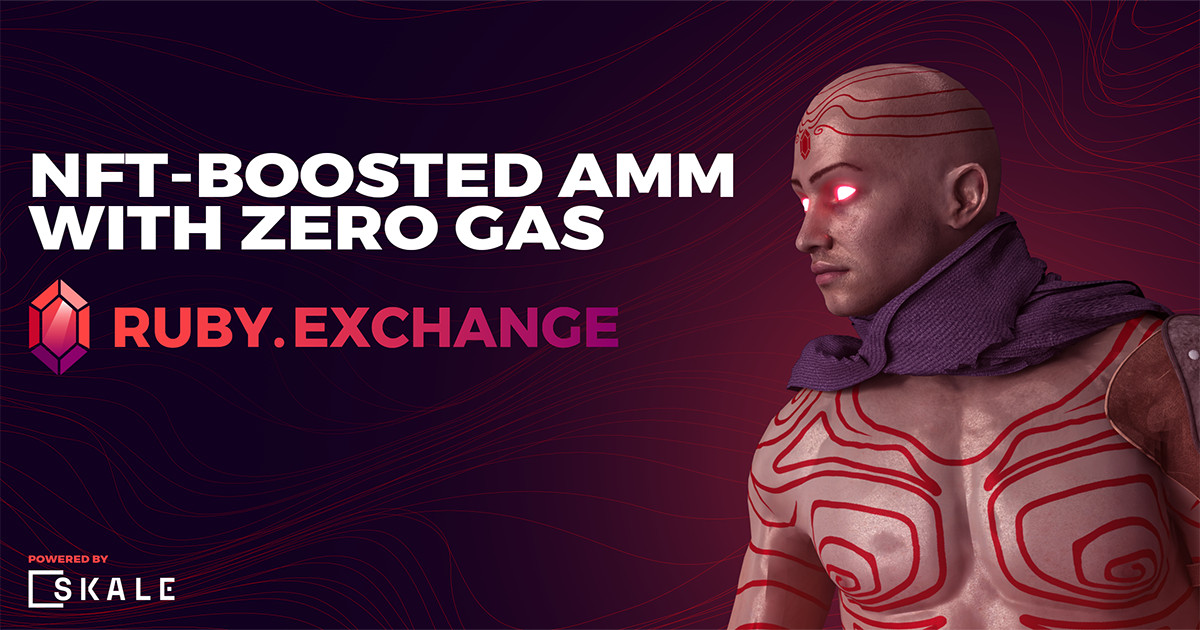 NFT-BOOSTED AMM
WITH ZERO GAS
RUBY.EXCHANGE
POWERED BY
SKALE